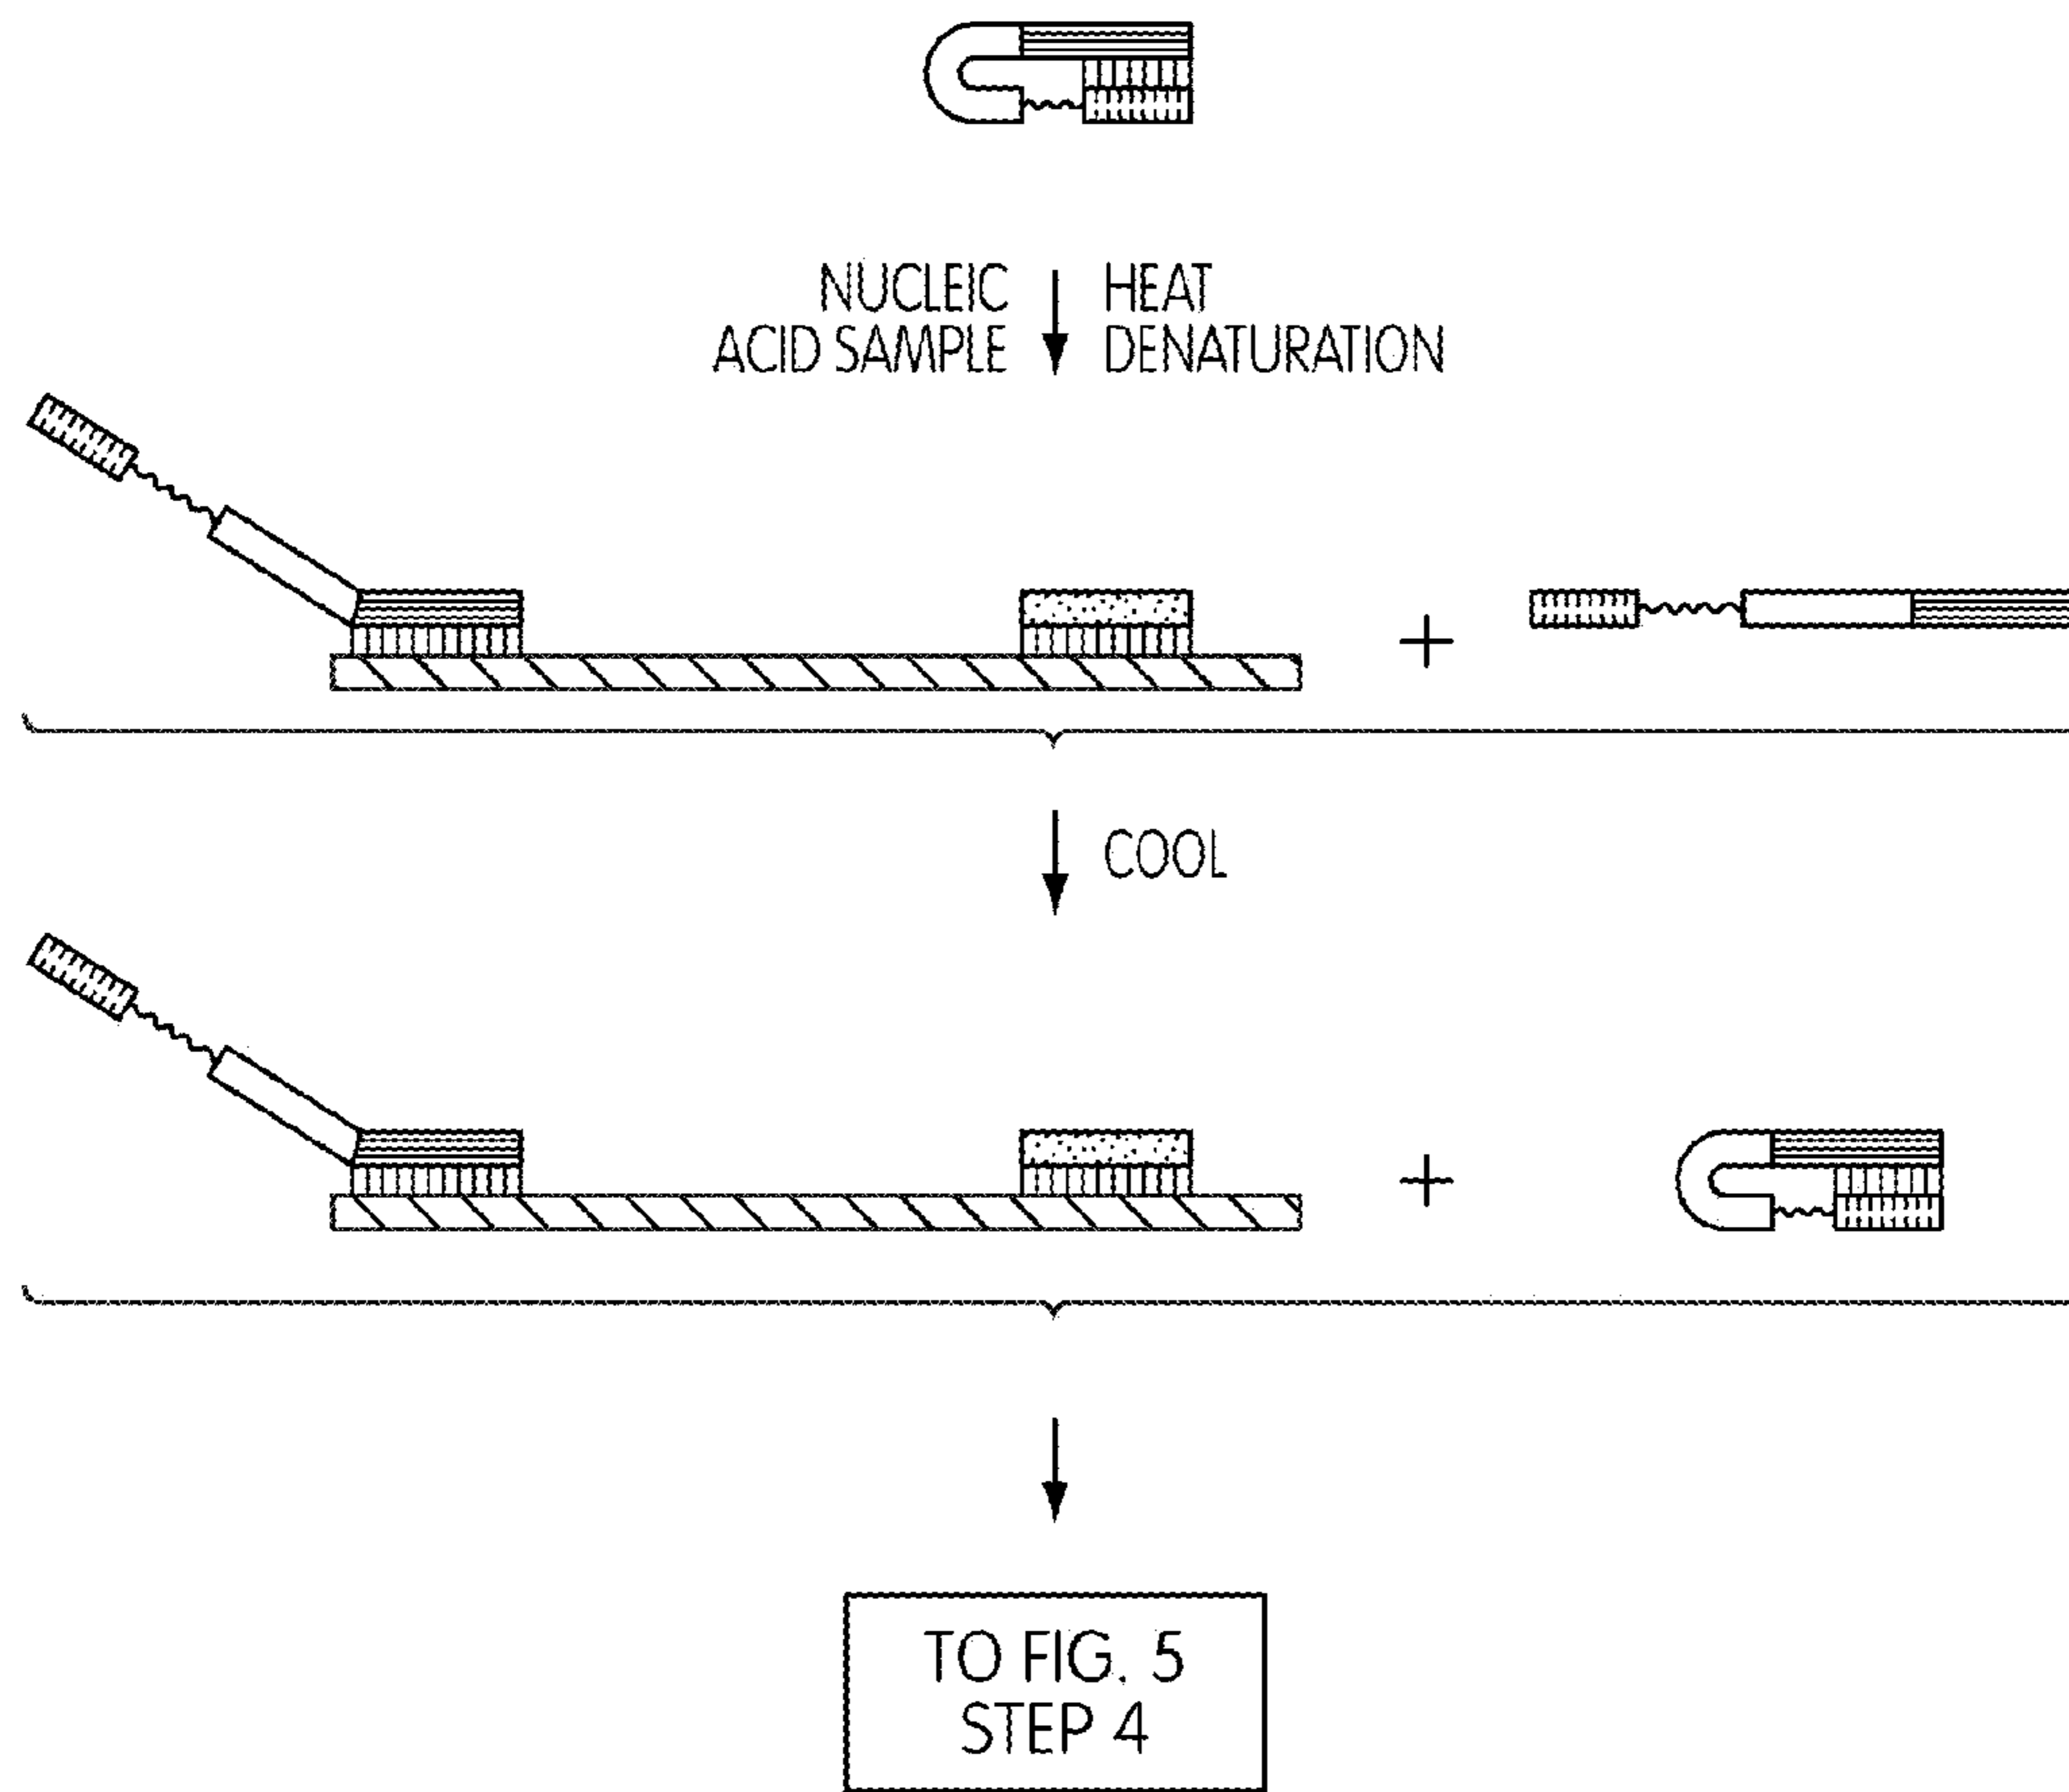 NUCLEIC
ACID SAMPLE
HEAT
DENATURATION
COOL
TO FIG. 5
STEP 4